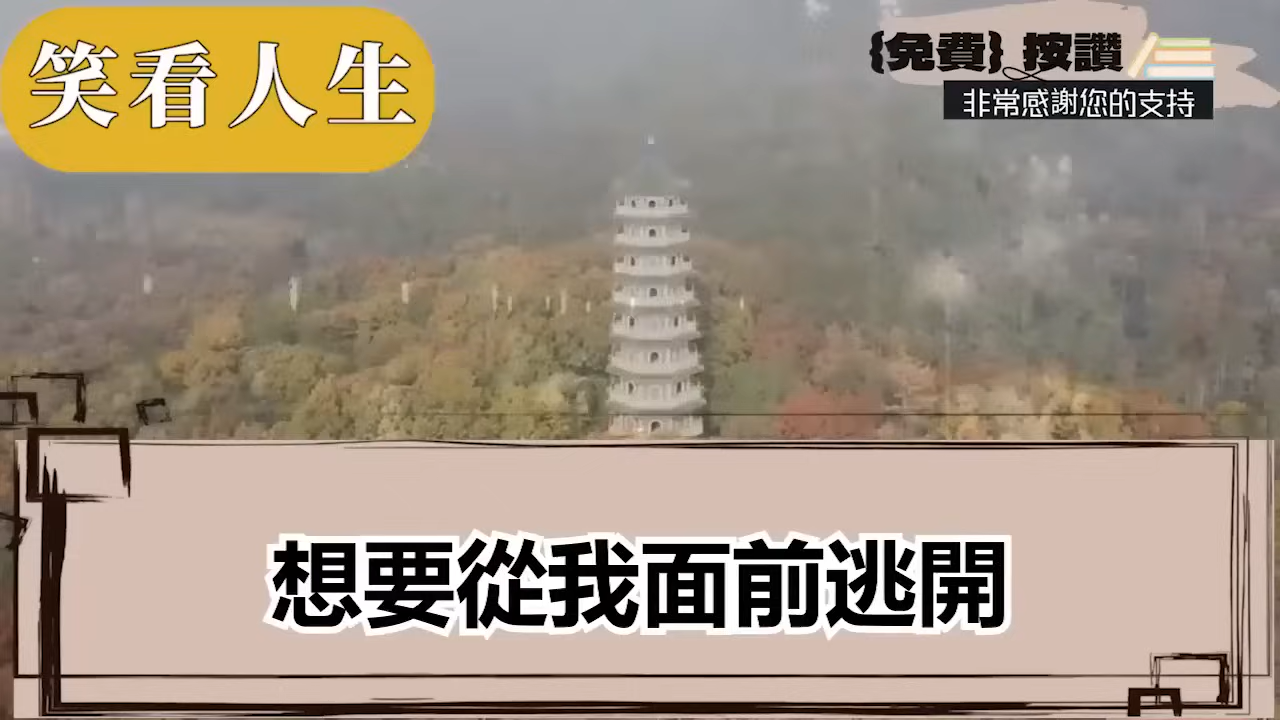 笑看人生
{免費} 按讚
非常感謝您的支持
想要從我面前逃開